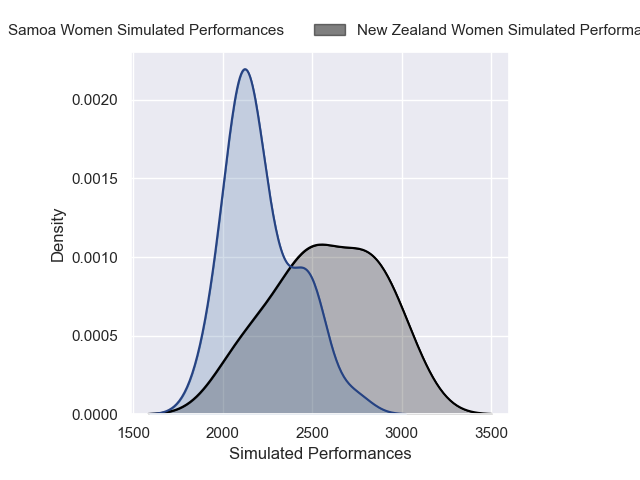 Samoa Women Simulated Performances
New Zealand Women Simulated Performa
0.0020
0.0015
0.0010
0.0005
0.0000
Density
1500 2000 2500 3000 3500
Simulated Performances